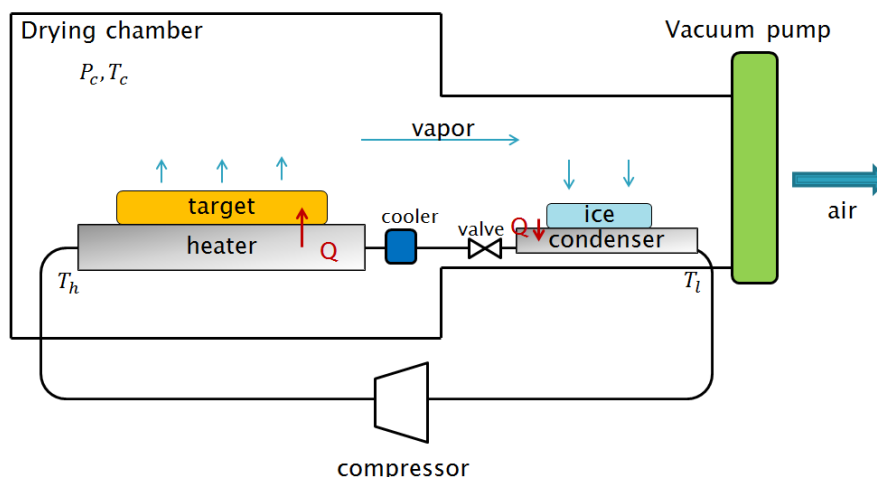 Drying chamber
Vacuum pump
P_c, T_c
vapor
target
cooler
valve
Q
ice
air
heater
Q
condenser
T_h
T_l
compressor